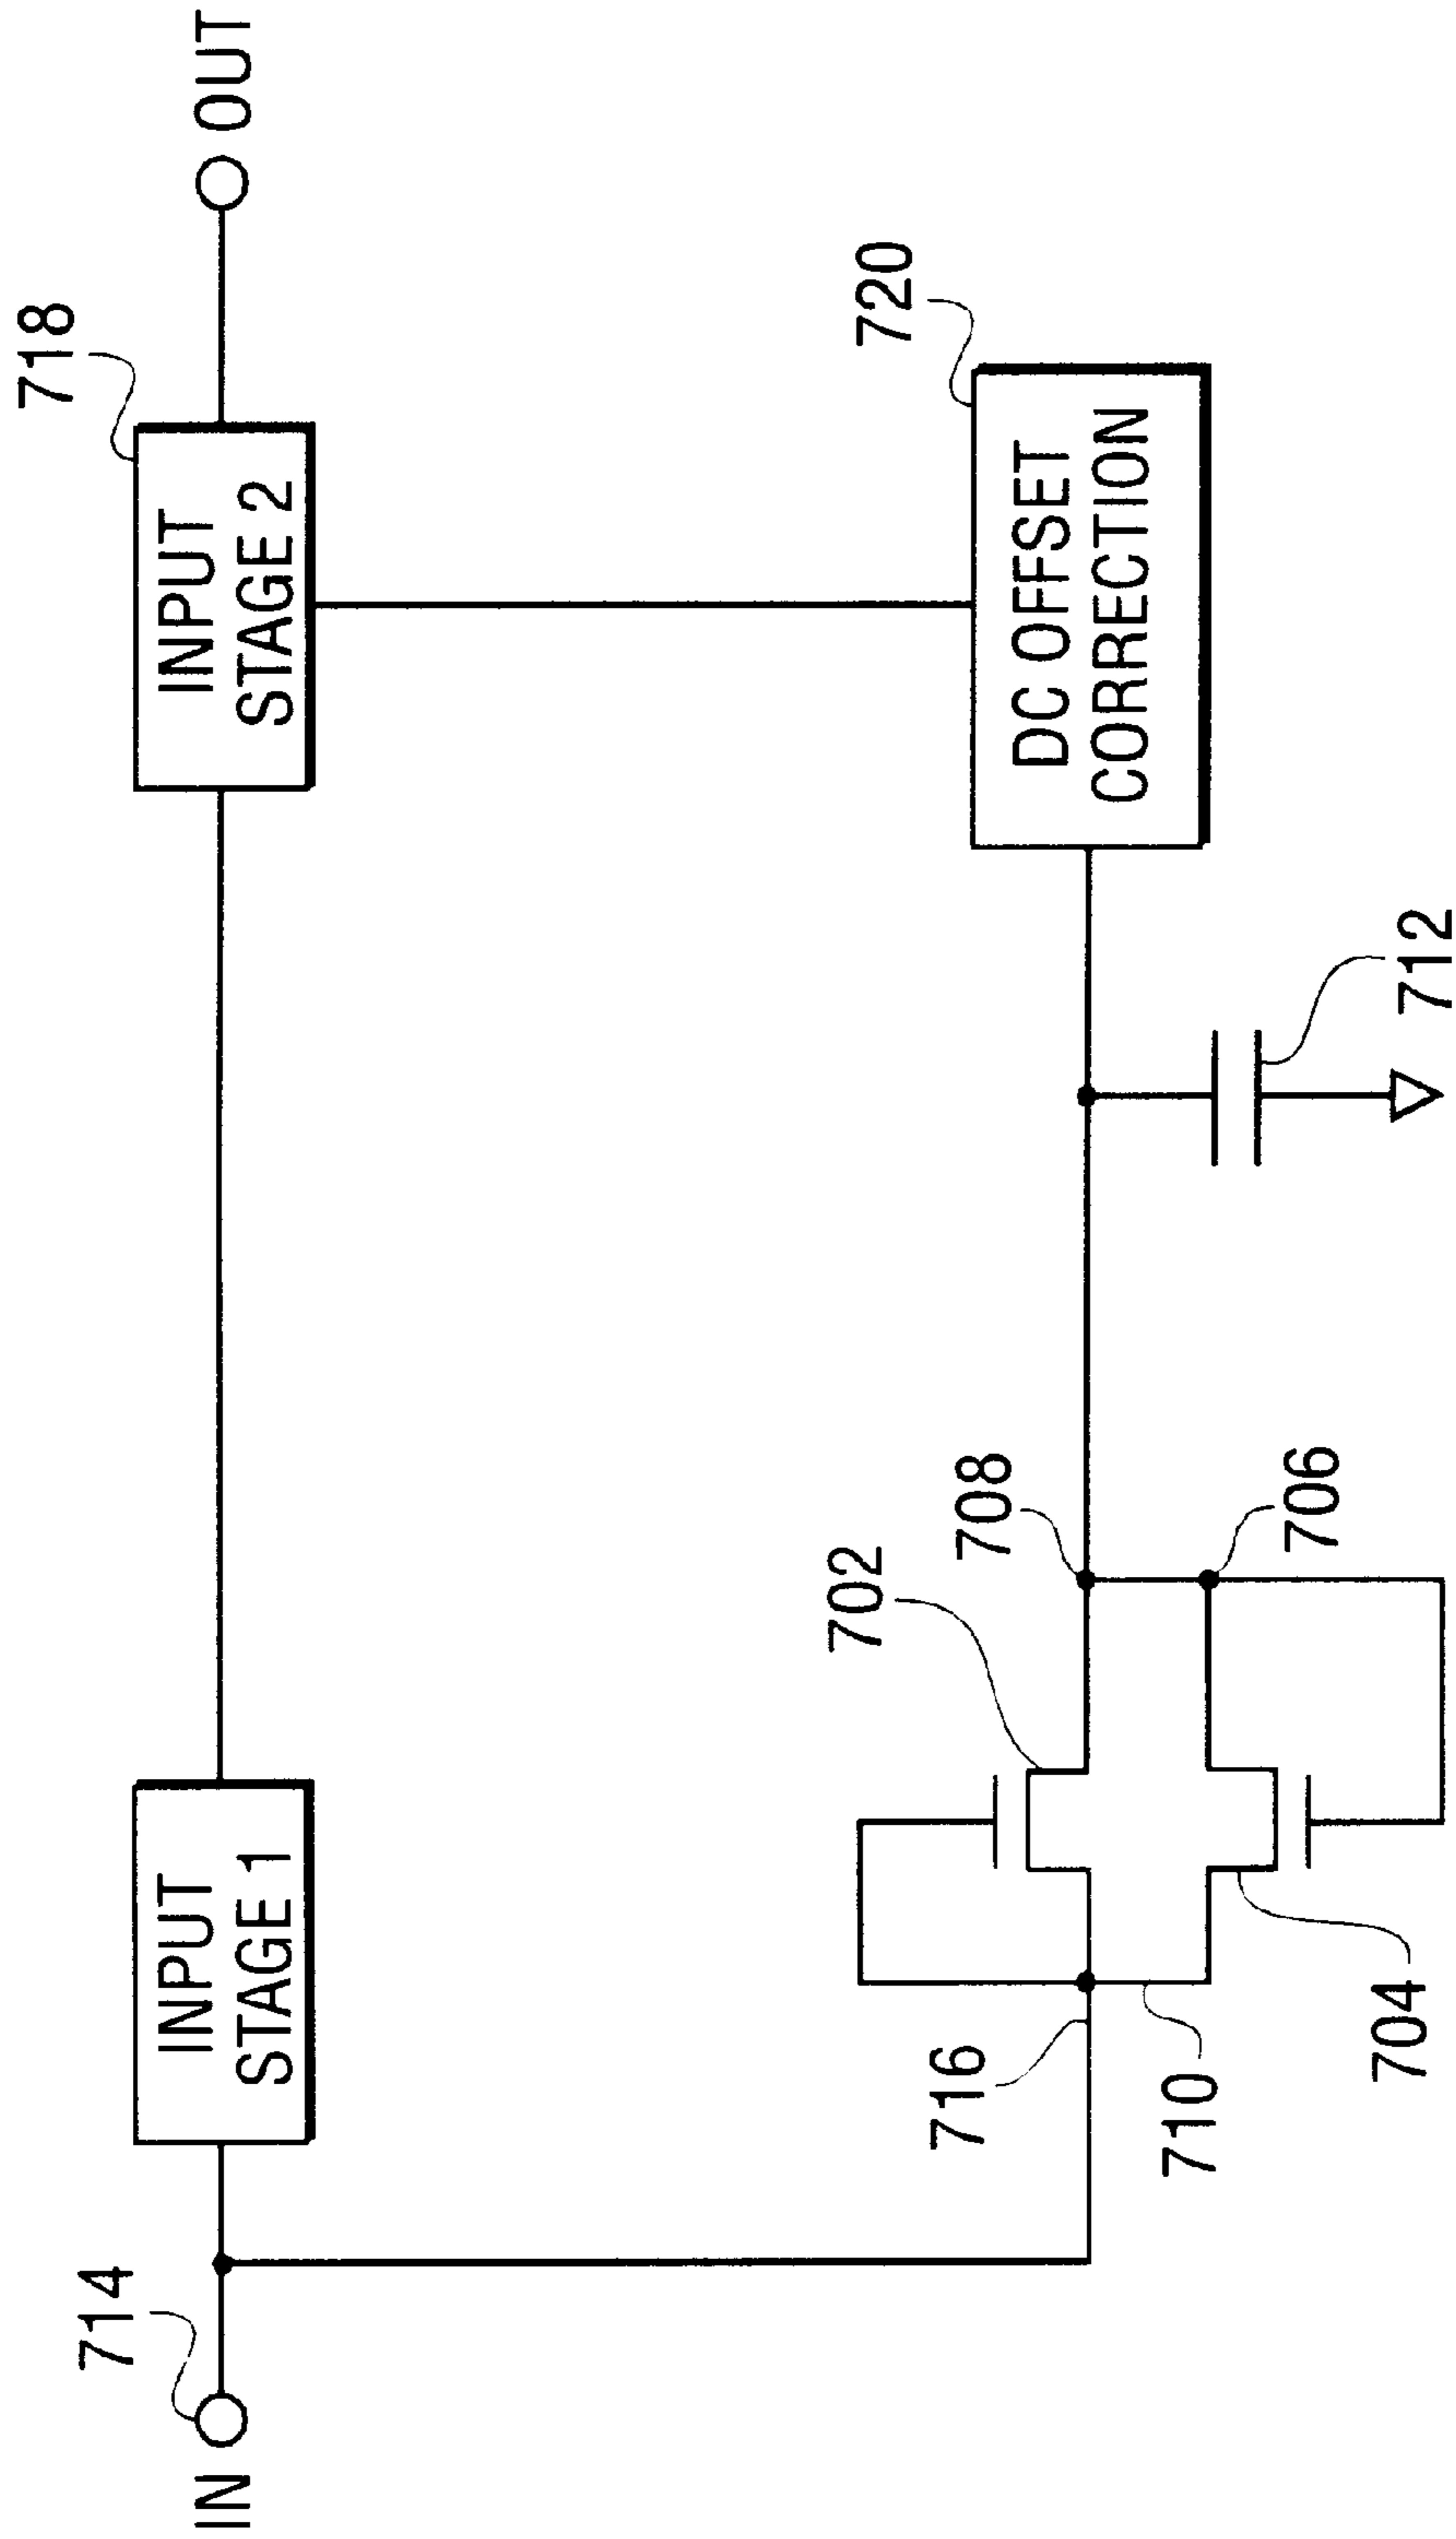 714
IN
INPUT
STAGE 1
718
INPUT
STAGE 2
OUT
716
710
704
702
708
706
712
720
DC OFFSET
CORRECTION